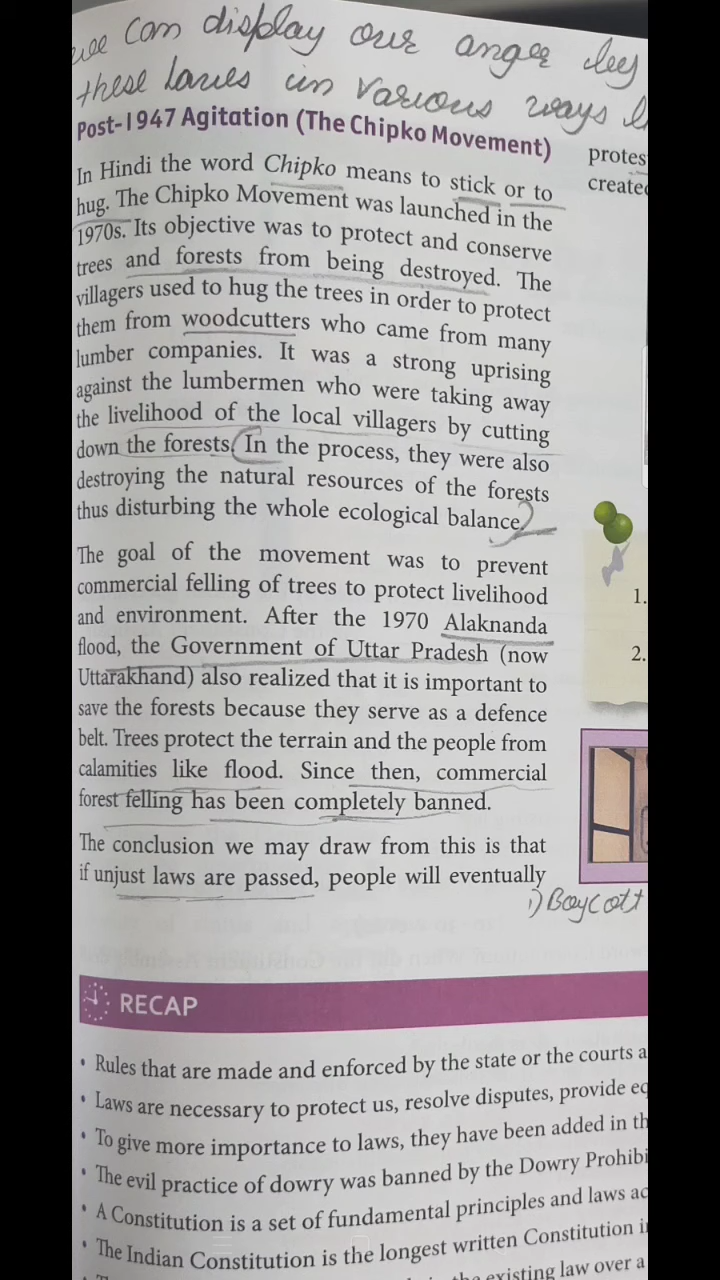 we can display our anger by
these laws in various ways
Post-1947 Agitation (The Chipko Movement)
In Hindi the word Chipko means to stick or to
hug. The Chipko Movement was launched in the
1970s. Its objective was to protect and conserve
trees and forests from being destroyed. The
villagers used to hug the trees in order to protect
them from woodcutters who came from many
lumber companies. It was a strong uprising
against the lumbermen who were taking away
the livelihood of the local villagers by cutting
down the forests. In the process, they were also
destroying the natural resources of the forests
thus disturbing the whole ecological balance.
The goal of the movement was to prevent
commercial felling of trees to protect livelihood
and environment. After the 1970 Alaknanda
flood, the Government of Uttar Pradesh (now
Uttarakhand) also realized that it is important to
save the forests because they serve as a defence
belt. Trees protect the terrain and the people from
calamities like flood. Since then, commercial
forest felling has been completely banned.
The conclusion we may draw from this is that
if unjust laws are passed, people will eventually
protes
created
1.
2.
1) Boycott
RECAP
• Rules that are made and enforced by the state or the courts a
• Laws are necessary to protect us, resolve disputes, provide eq
• To give more importance to laws, they have been added in th
• The evil practice of dowry was banned by the Dowry Prohibi
• A Constitution is a set of fundamental principles and laws ac
• The Indian Constitution is the longest written Constitution i
existing law over a